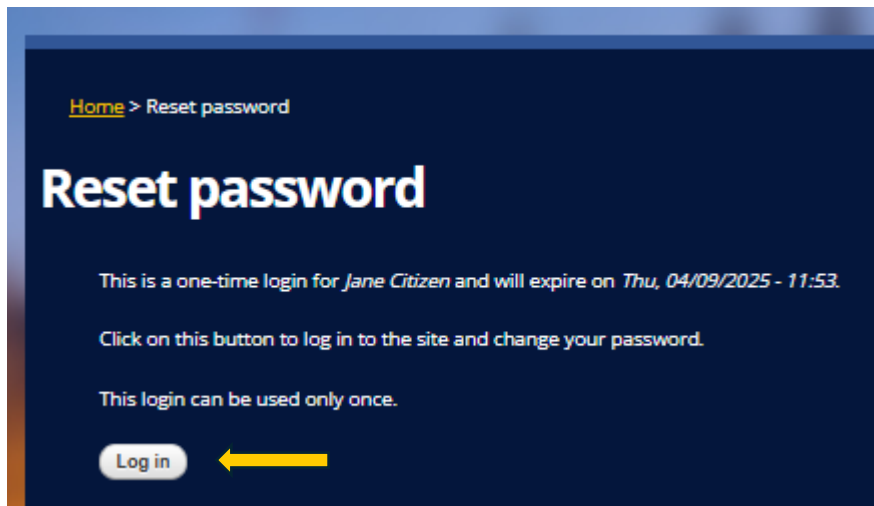 Home > Reset password
Reset password
This is a one-time login for Jane Citizen and will expire on Thu, 04/09/2025 - 11:53.
Click on this button to log in to the site and change your password.
This login can be used only once.
Log in